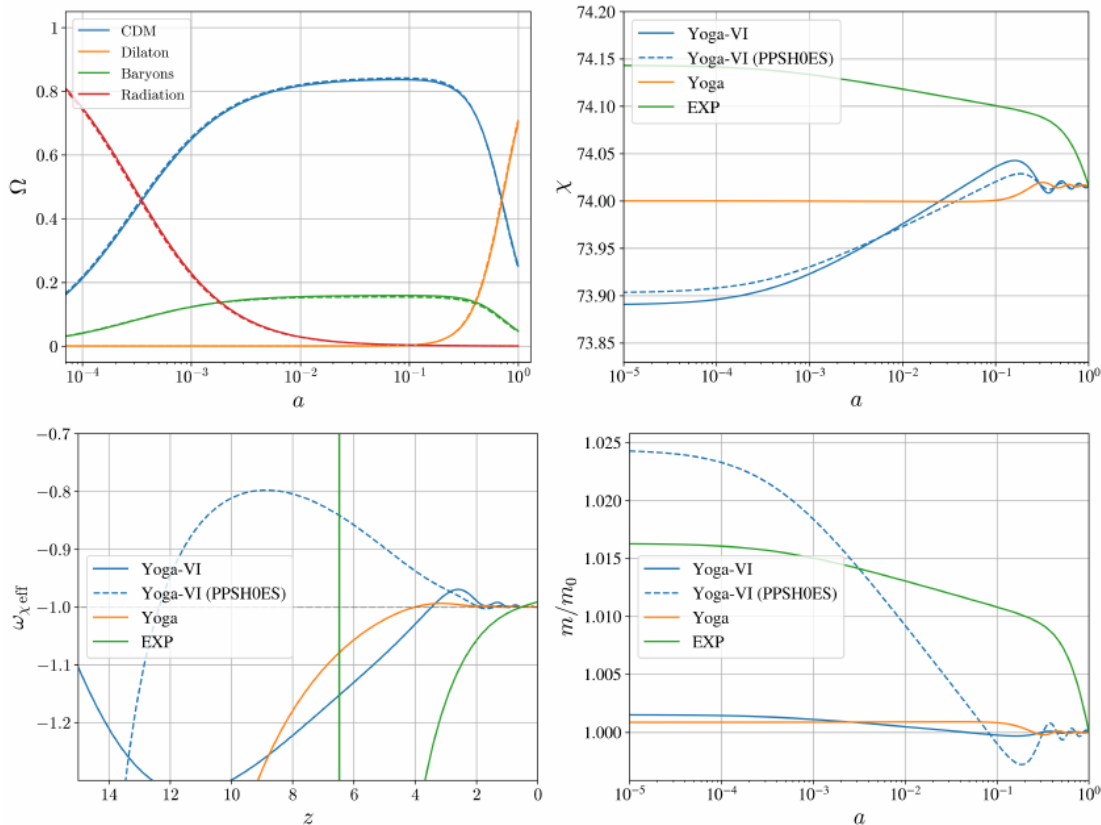 1
0.8
0.6
0.4
0.2
0
Ω
CDM
Dilaton
Baryons
Radiation
10⁻⁴
10⁻³
10⁻²
10⁻¹
10⁰
a
74.20
74.15
74.10
74.05
74.00
73.95
73.90
73.85
χ
Yoga-VI
Yoga-VI (PPSH0ES)
Yoga
EXP
10⁻⁵
10⁻⁴
10⁻³
10⁻²
10⁻¹
10⁰
a
−0.7
−0.8
−0.9
−1.0
−1.1
−1.2
ω_χ eff
Yoga-VI
Yoga-VI (PPSH0ES)
Yoga
EXP
14
12
10
8
6
4
2
0
z
1.025
1.020
1.015
1.010
1.005
1.000
m/m₀
Yoga-VI
Yoga-VI (PPSH0ES)
Yoga
EXP
10⁻⁵
10⁻⁴
10⁻³
10⁻²
10⁻¹
10⁰
a